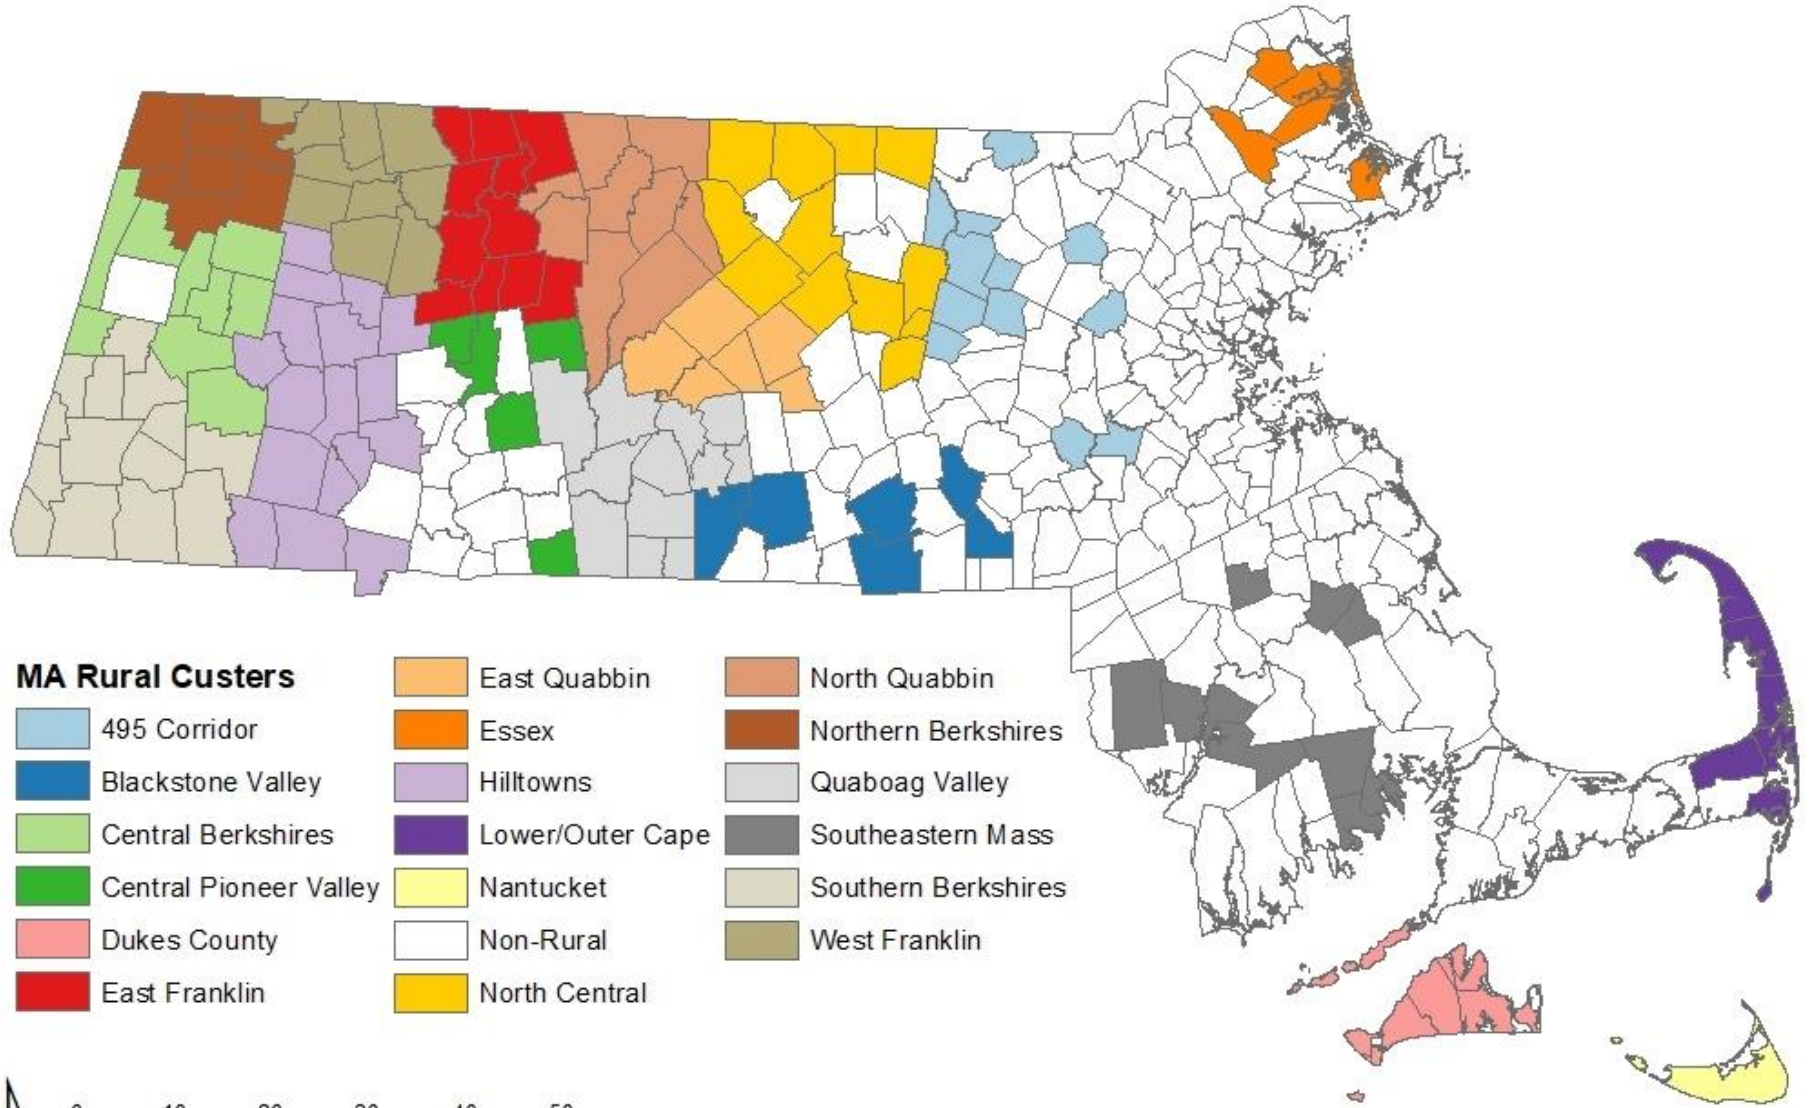 MA Rural Custers
495 Corridor
Blackstone Valley
Central Berkshires
Central Pioneer Valley
Dukes County
East Franklin
East Quabbin
Essex
Hilltowns
Lower/Outer Cape
Nantucket
Non-Rural
North Central
North Quabbin
Northern Berkshires
Quaboag Valley
Southeastern Mass
Southern Berkshires
West Franklin